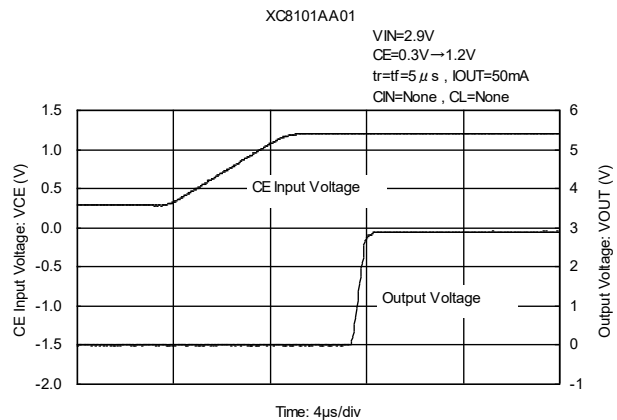 XC8101AA01
VIN=2.9V
CE=0.3V→1.2V
tr=tf=5μs , IOUT=50mA
CIN=None , CL=None
1.5
1.0
0.5
0.0
-0.5
-1.0
-1.5
-2.0
CE Input Voltage: VCE (V)
CE Input Voltage
Output Voltage
6
5
4
3
2
1
0
-1
Output Voltage: VOUT (V)
Time: 4μs/div